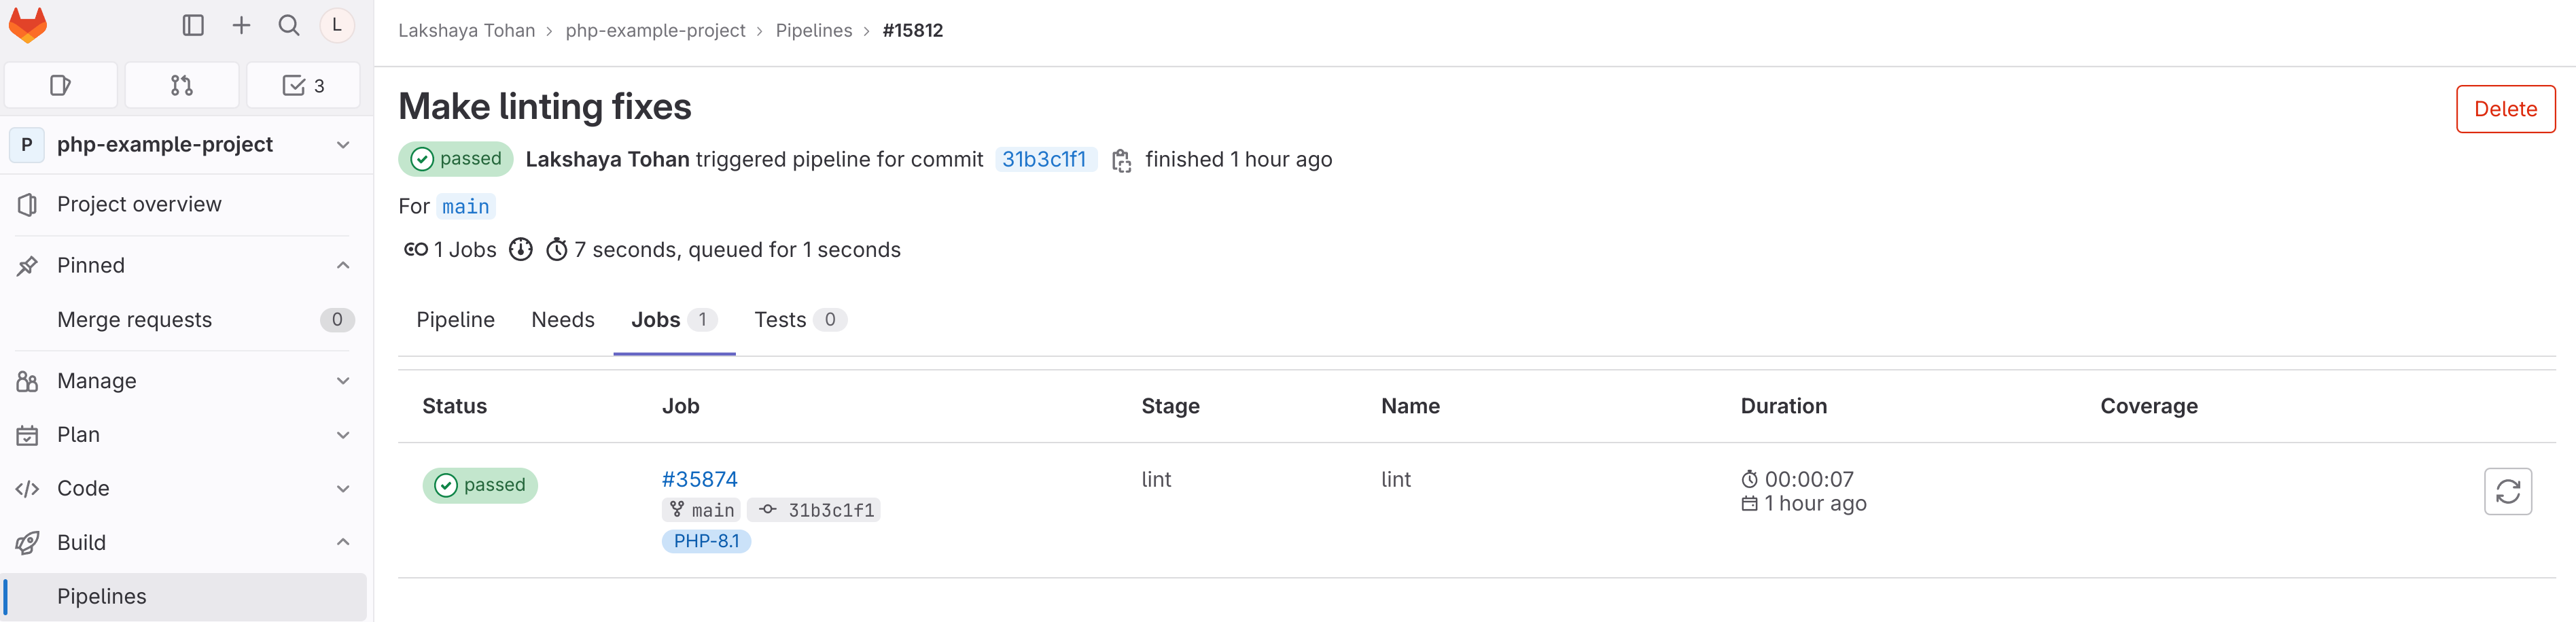 L
3
P php-example-project
Project overview
Pinned
Merge requests 0
Manage
Plan
Code
Build
Pipelines
Lakshaya Tohan › php-example-project › Pipelines › #15812
Make linting fixes
Delete
passed Lakshaya Tohan triggered pipeline for commit 31b3c1f1 finished 1 hour ago
For main
1 Jobs 7 seconds, queued for 1 seconds
Pipeline Needs Jobs 1 Tests 0
Status Job Stage Name Duration Coverage
passed #35874 lint lint 00:00:07
main 31b3c1f1 1 hour ago
PHP-8.1